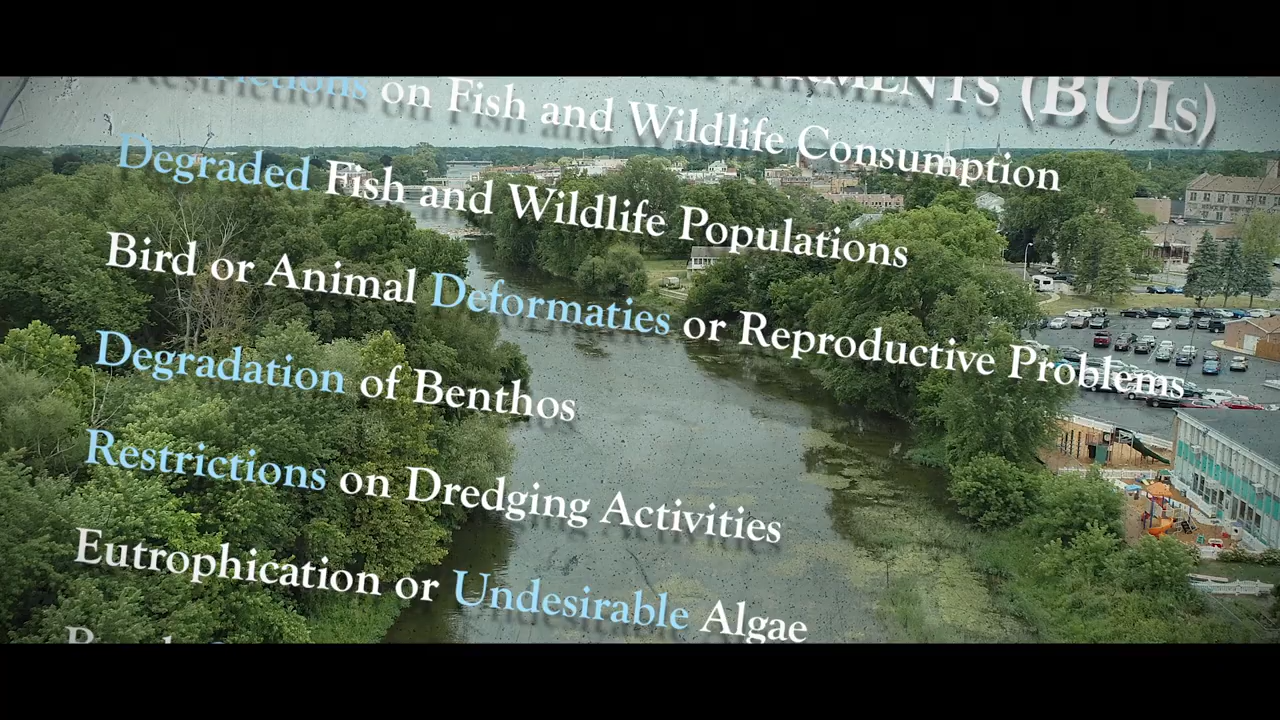 (BUIs)
Restrictions on Fish and Wildlife Consumption
Degraded Fish and Wildlife Populations
Bird or Animal Deformaties or Reproductive Problems
Degradation of Benthos
Restrictions on Dredging Activities
Eutrophication or Undesirable Algae